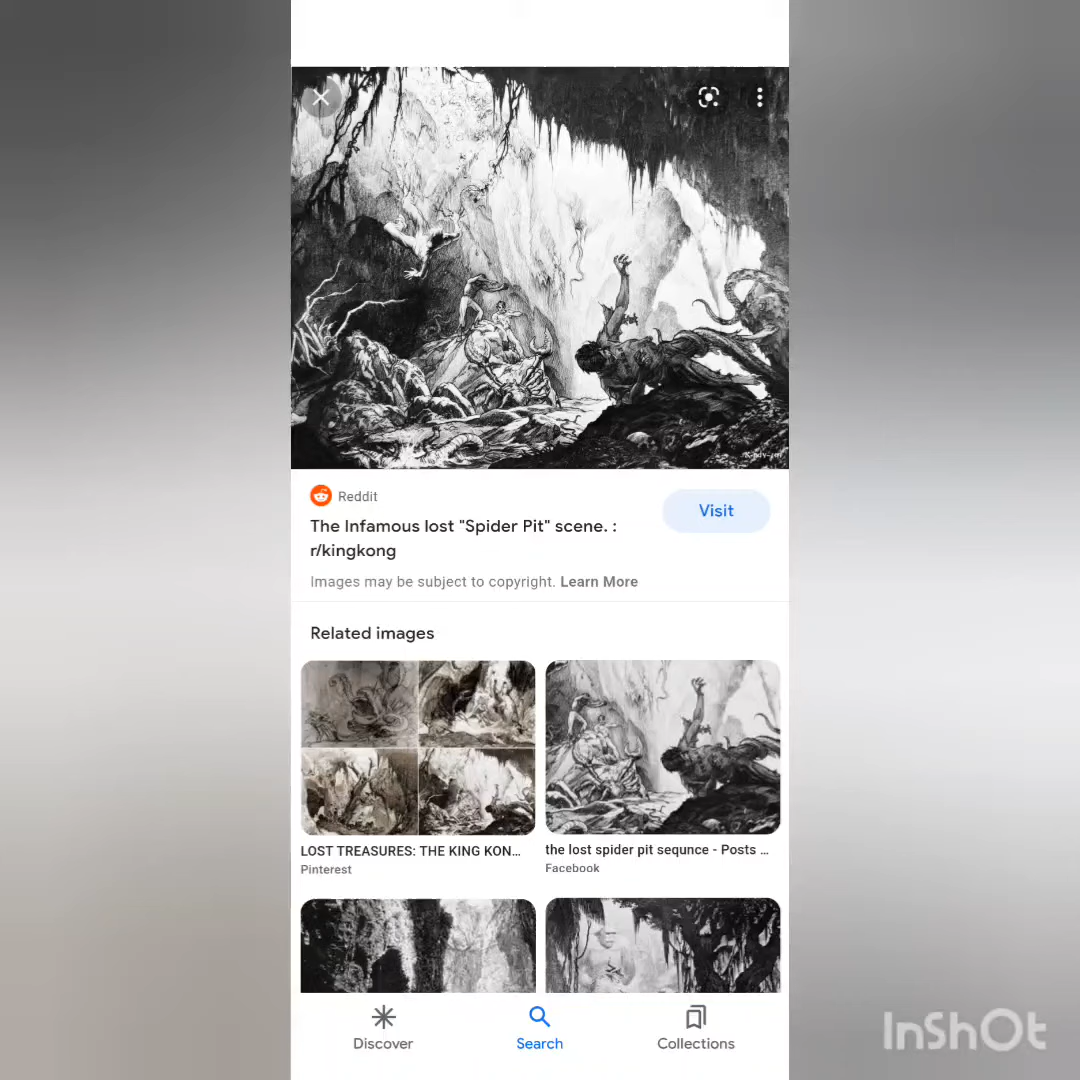 Reddit
Visit
The Infamous lost "Spider Pit" scene. :
r/kingkong
Images may be subject to copyright. Learn More
Related images
LOST TREASURES: THE KING KON...
Pinterest
the lost spider pit sequnce - Posts ...
Facebook
Discover
Search
Collections
InShOt